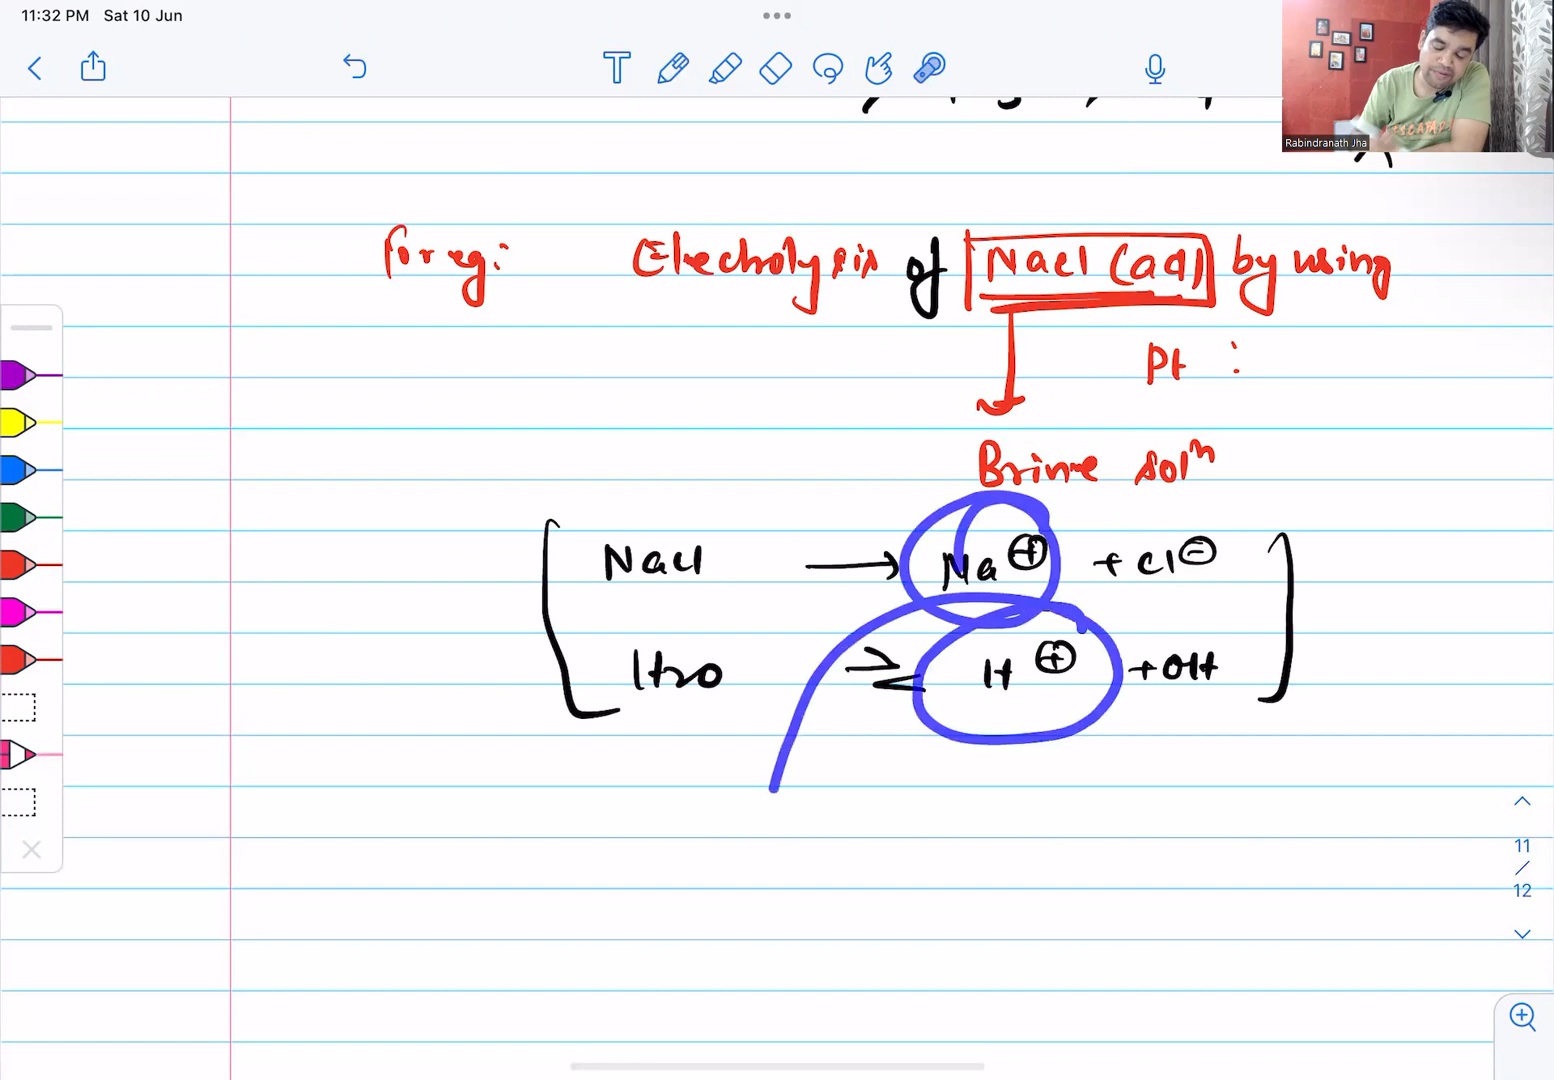 11:32 PM Sat 10 Jun
Rabindranath Jha
For eg: Electrolysis of NaCl (aq) by using
Pt :
Brine solⁿ
NaCl ⟶ Na⊕ + Cl⊖
H2O ⇌ H⊕ + OH
11
/
12